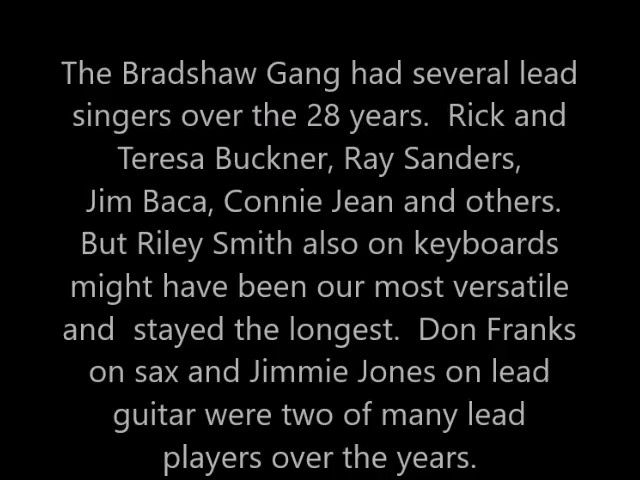 The Bradshaw Gang had several lead
singers over the 28 years.  Rick and
Teresa Buckner, Ray Sanders,
Jim Baca, Connie Jean and others.
But Riley Smith also on keyboards
might have been our most versatile
and  stayed the longest.  Don Franks
on sax and Jimmie Jones on lead
guitar were two of many lead
players over the years.